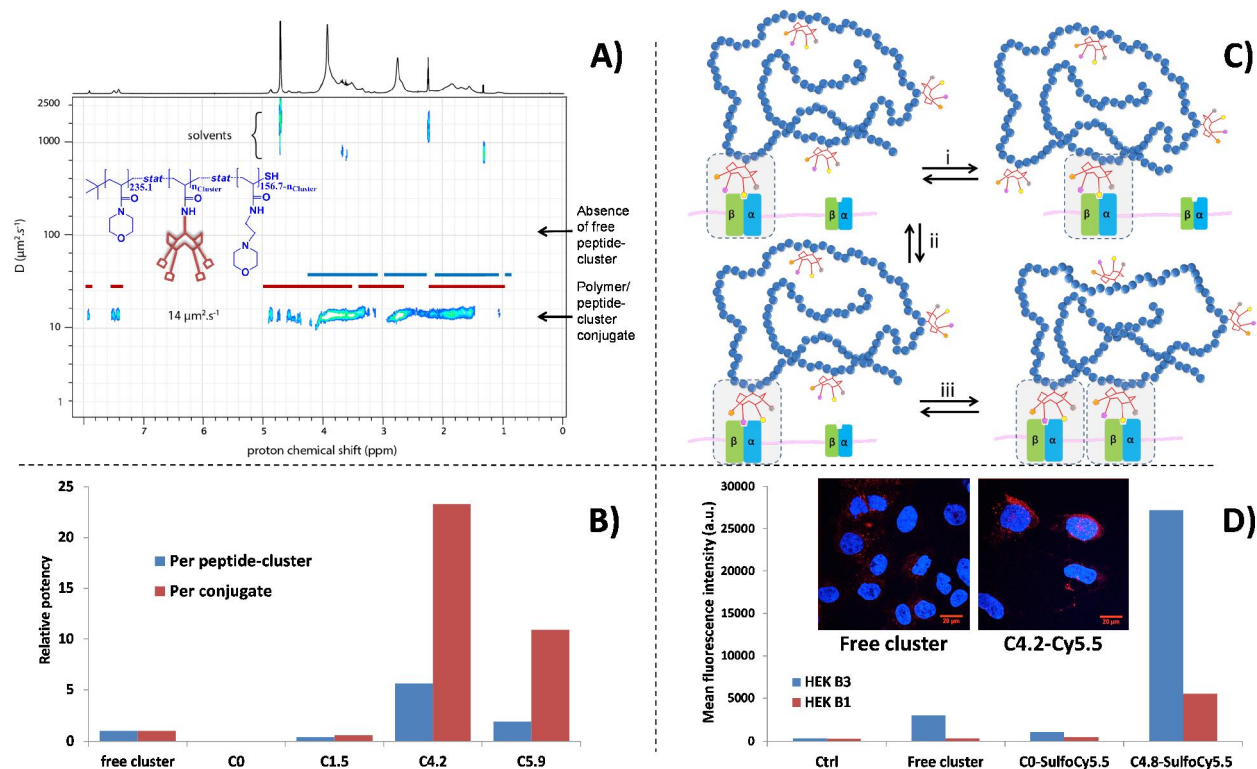 A)
2500
1000
100
10
1
D (µm².s⁻¹)
solvents
stat
stat
SH
235.1
nCluster
156.7-nCluster
O
O
O
N
NH
NH
O
N
O
14 µm².s⁻¹
7
6
5
4
3
2
1
0
proton chemical shift (ppm)
Absence
of free
peptide-
cluster
Polymer/
peptide-
cluster
conjugate
C)
i
β α
β α
β α
β α
ii
iii
β α
β α
β α
β α
B)
25
20
15
10
5
0
Relative potency
Per peptide-cluster
Per conjugate
free cluster C0 C1.5 C4.2 C5.9
D)
30000
25000
20000
15000
10000
5000
0
Mean fluorescence intensity (a.u.)
20 µm
20 µm
Free cluster C4.2-Cy5.5
HEK B3
HEK B1
Ctrl Free cluster C0-SulfoCy5.5 C4.8-SulfoCy5.5